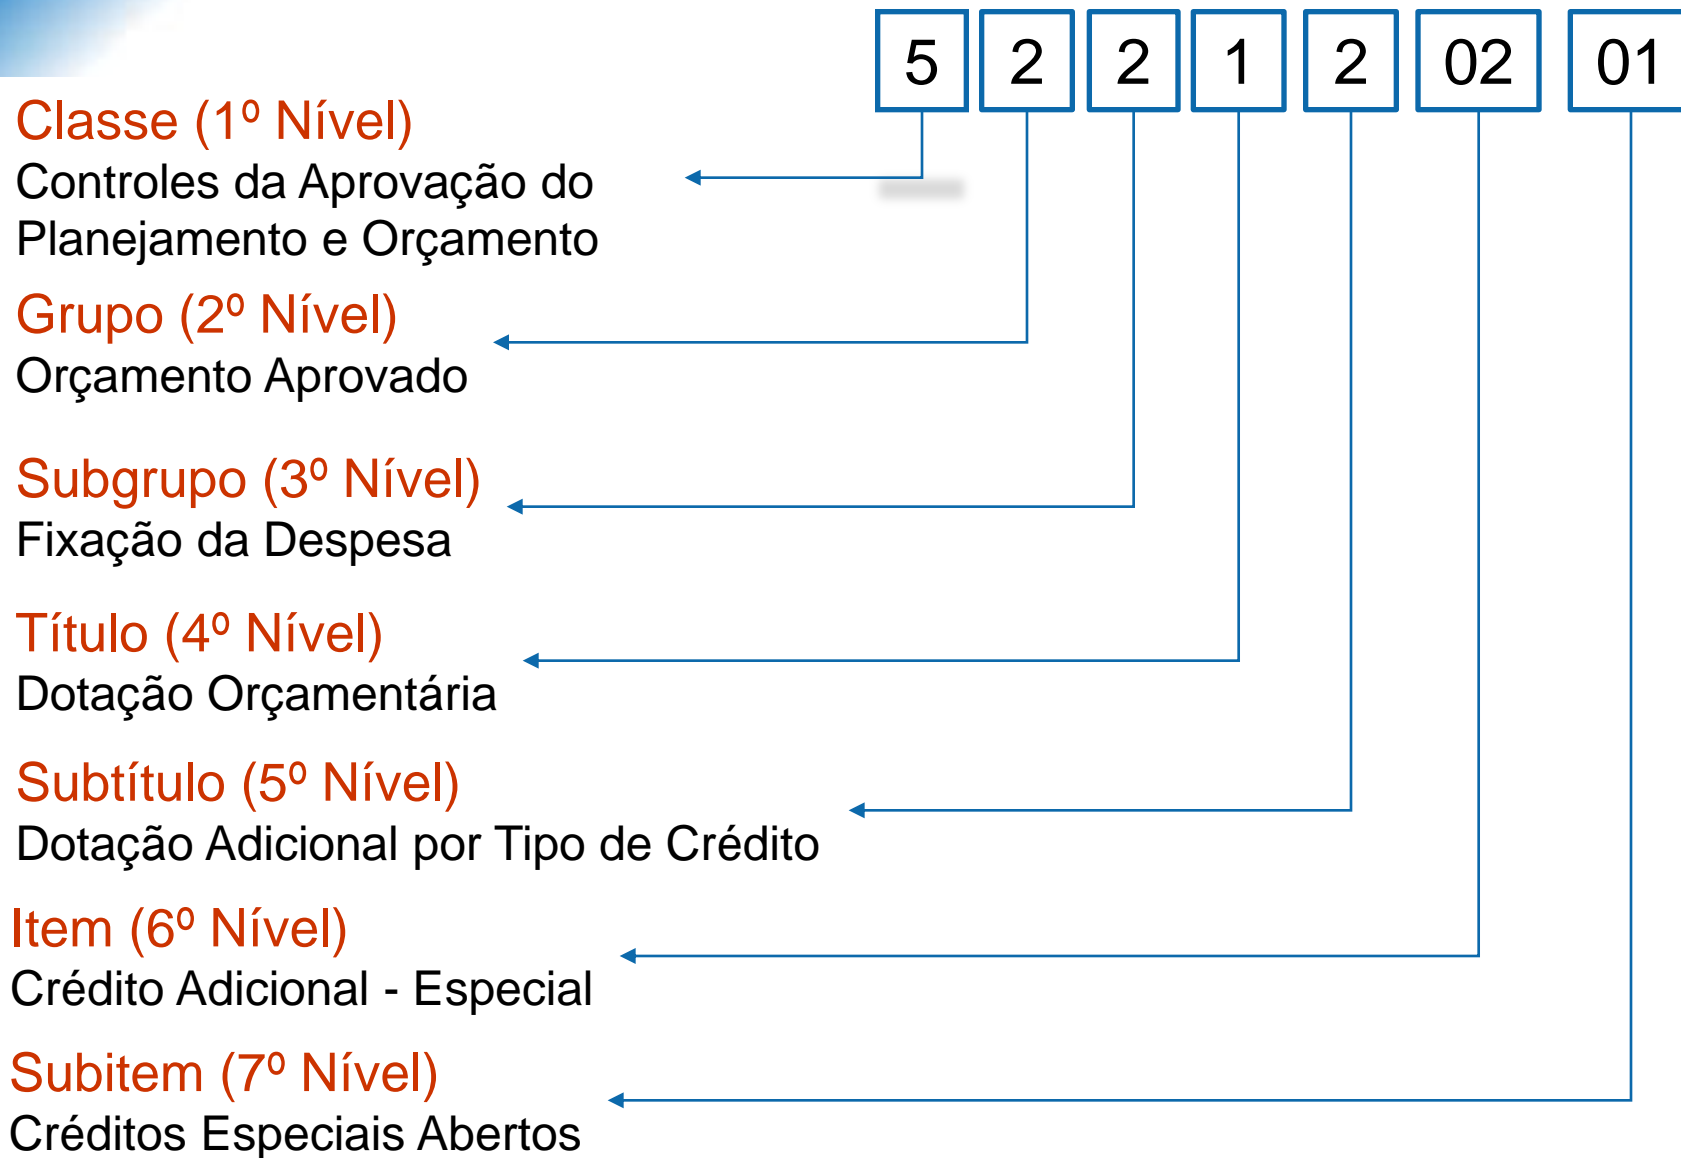 5 2 2 1 2 02 01
Classe (1º Nível)
Controles da Aprovação do
Planejamento e Orçamento
Grupo (2º Nível)
Orçamento Aprovado
Subgrupo (3º Nível)
Fixação da Despesa
Título (4º Nível)
Dotação Orçamentária
Subtítulo (5º Nível)
Dotação Adicional por Tipo de Crédito
Item (6º Nível)
Crédito Adicional - Especial
Subitem (7º Nível)
Créditos Especiais Abertos